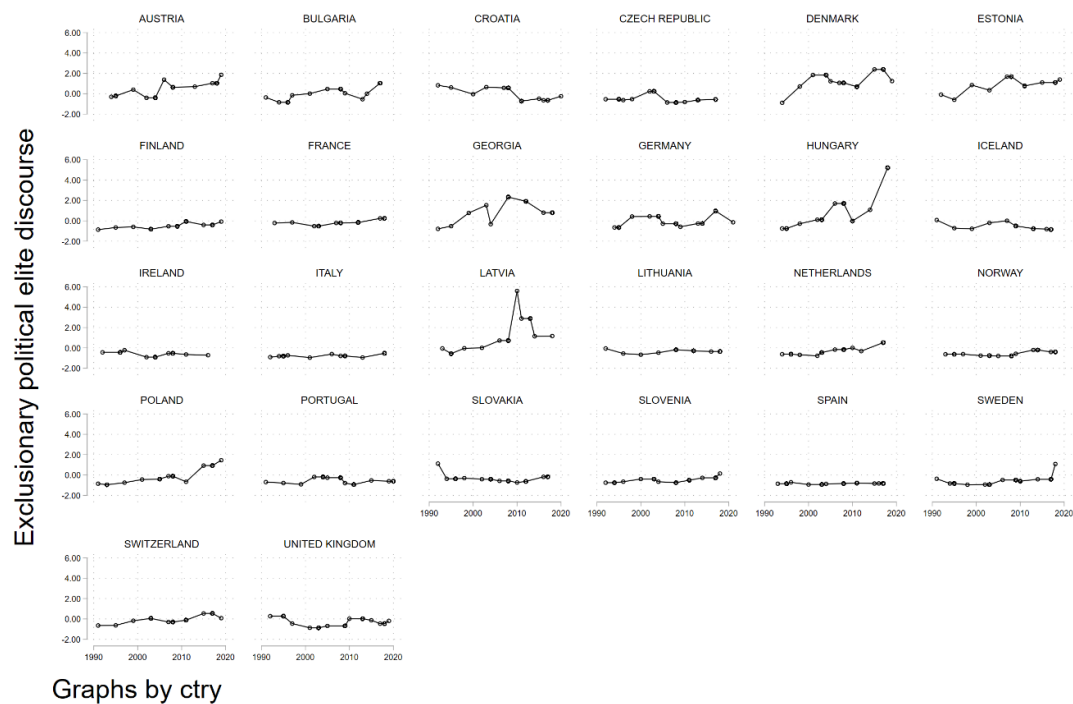 AUSTRIA BULGARIA CROATIA CZECH REPUBLIC DENMARK ESTONIA
6.00
4.00
2.00
0.00
-2.00
FINLAND FRANCE GEORGIA GERMANY HUNGARY ICELAND
6.00
4.00
2.00
0.00
-2.00
IRELAND ITALY LATVIA LITHUANIA NETHERLANDS NORWAY
6.00
4.00
2.00
0.00
-2.00
POLAND PORTUGAL SLOVAKIA SLOVENIA SPAIN SWEDEN
6.00
4.00
2.00
0.00
-2.00
1990 2000 2010 2020 1990 2000 2010 2020 1990 2000 2010 2020 1990 2000 2010 2020
SWITZERLAND UNITED KINGDOM
6.00
4.00
2.00
0.00
-2.00
1990 2000 2010 2020 1990 2000 2010 2020
Exclusionary political elite discourse
Graphs by ctry